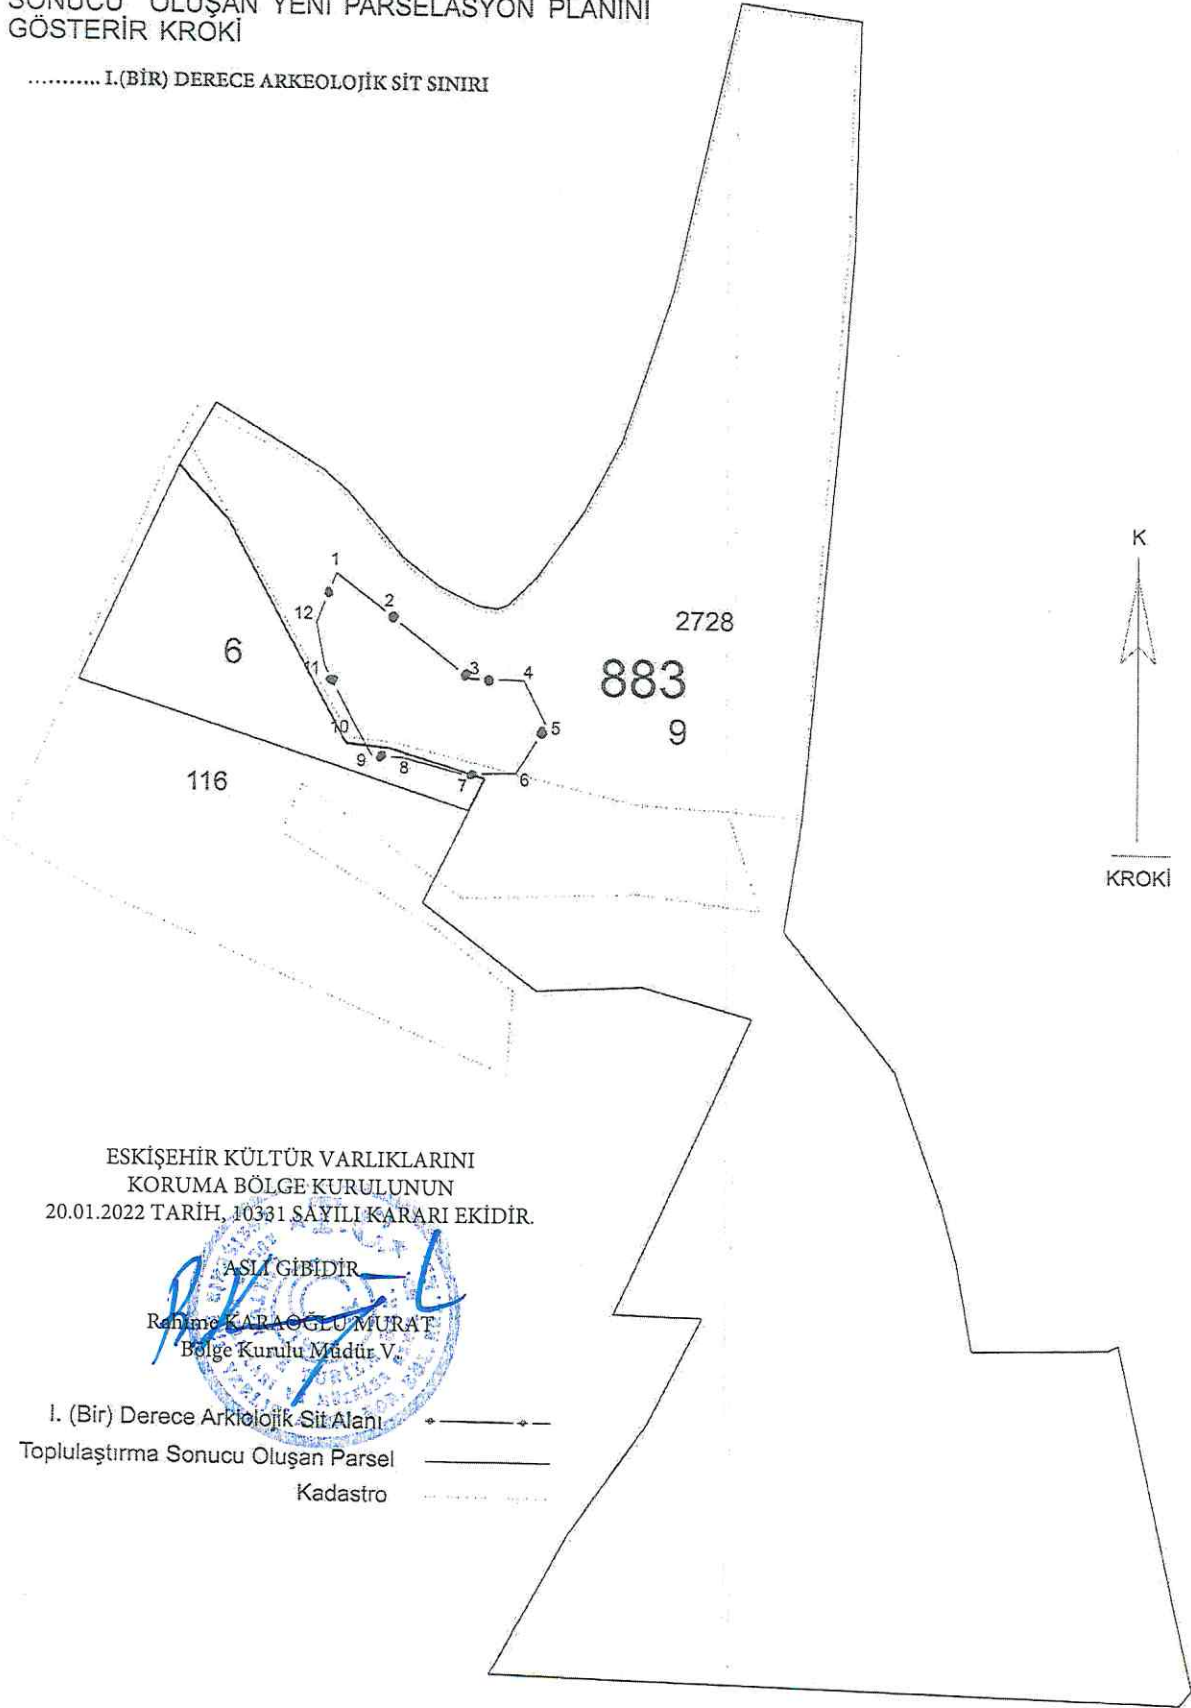 SONUCU OLUŞAN YENİ PARSELASYON PLANINI
GÖSTERİR KROKİ
........... I.(BİR) DERECE ARKEOLOJİK SİT SINIRI
K
1
2
12
2728
6
3
4
883
11
5
9
10
9
8
7
6
116
KROKİ
ESKİŞEHİR KÜLTÜR VARLIKLARINI
KORUMA BÖLGE KURULUNUN
20.01.2022 TARİH, 10331 SAYILI KARARI EKİDİR.
ASLI GİBİDİR
Rahime KARAOĞLU MURAT
Bölge Kurulu Müdür V.
I. (Bir) Derece Arkiolojik Sit Alanı
Toplulaştırma Sonucu Oluşan Parsel
Kadastro